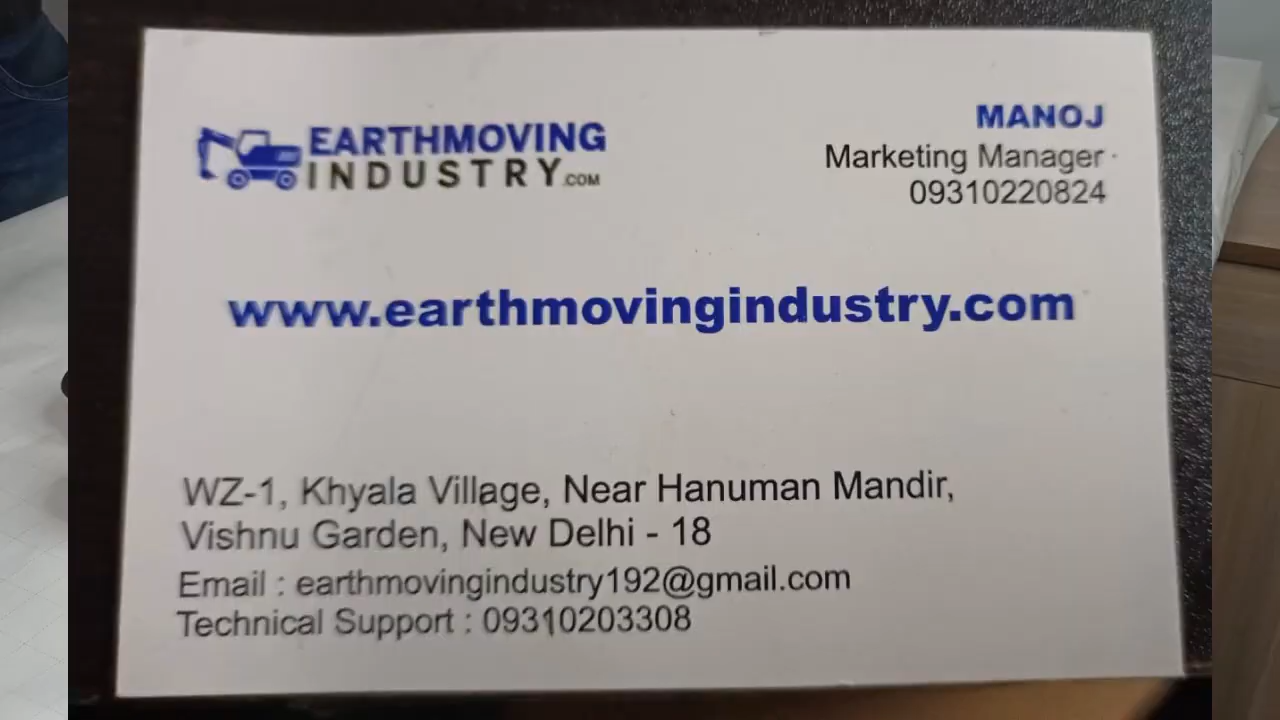 EARTHMOVING
INDUSTRY.COM
MANOJ
Marketing Manager
09310220824
www.earthmovingindustry.com
WZ-1, Khyala Village, Near Hanuman Mandir,
Vishnu Garden, New Delhi - 18
Email : earthmovingindustry192@gmail.com
Technical Support : 09310203308